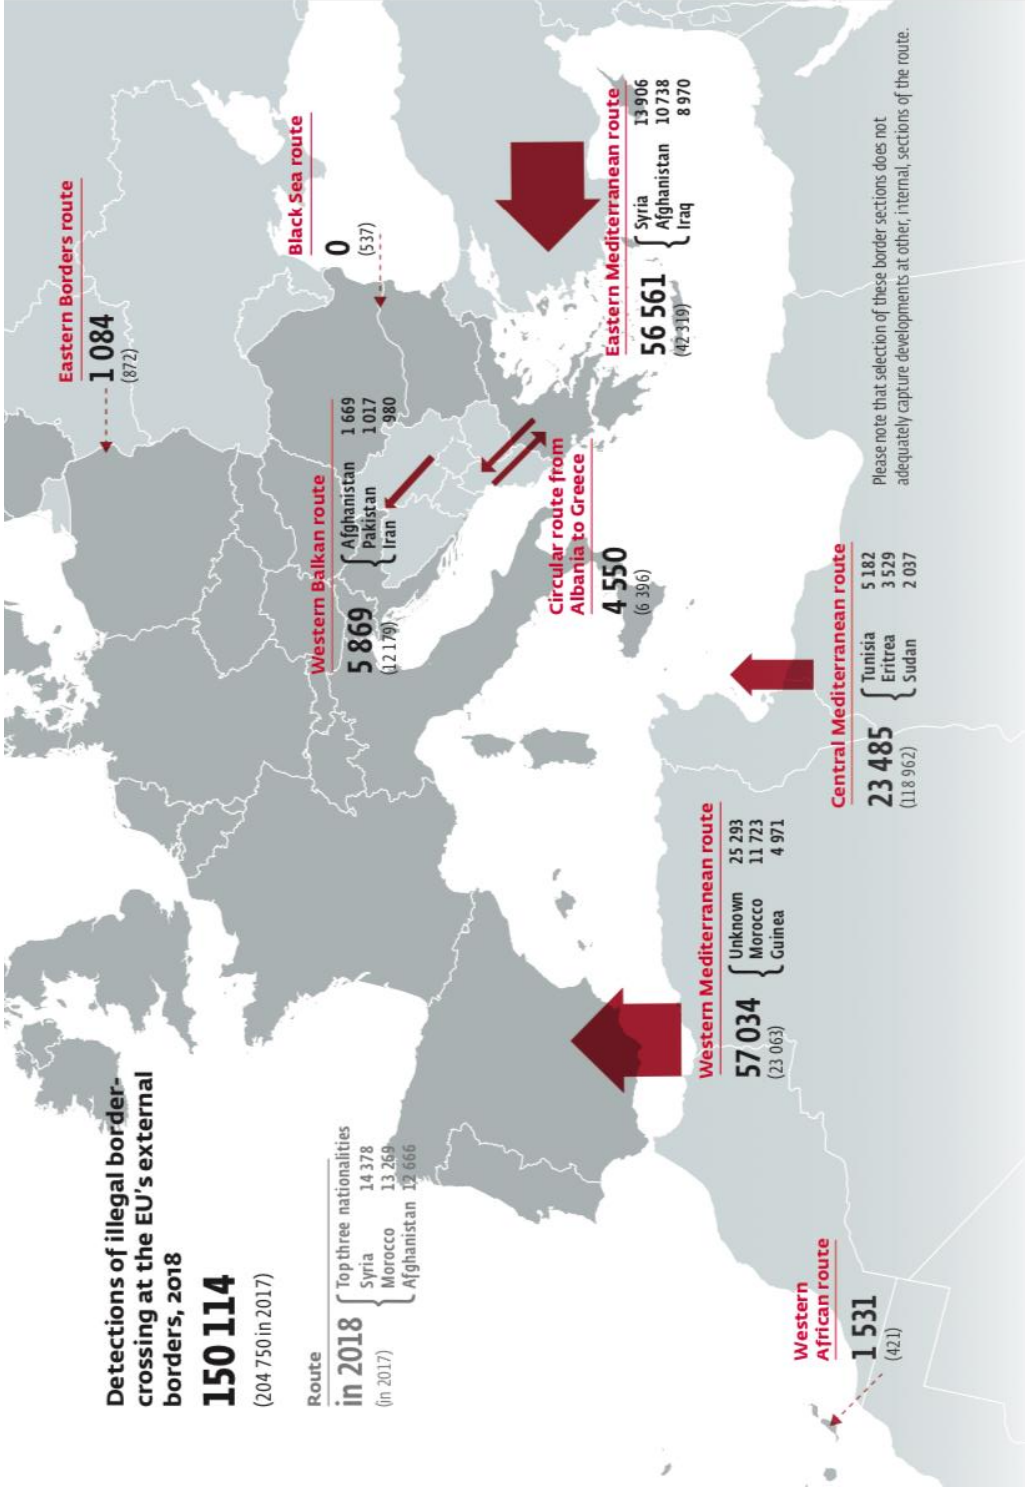 Detections of illegal border-
crossing at the EU's external
borders, 2018
150 114
(204 750 in 2017)
Route
in 2018
(in 2017)
Top three nationalities
Syria 14 378
Morocco 13 269
Afghanistan 12 666
Eastern Borders route
1 084
(872)
Black Sea route
0
(537)
Western Balkan route
5 869
(12 179)
Afghanistan 1 669
Pakistan 1 017
Iran 980
Circular route from
Albania to Greece
4 550
(6 396)
Eastern Mediterranean route
56 561
(42 319)
Syria 13 906
Afghanistan 10 738
Iraq 8 970
Western Mediterranean route
57 034
(23 063)
Unknown 25 293
Morocco 11 723
Guinea 4 971
Central Mediterranean route
23 485
(118 962)
Tunisia 5 182
Eritrea 3 529
Sudan 2 037
Western
African route
1 531
(421)
Please note that selection of these border sections does not
adequately capture developments at other, internal, sections of the route.